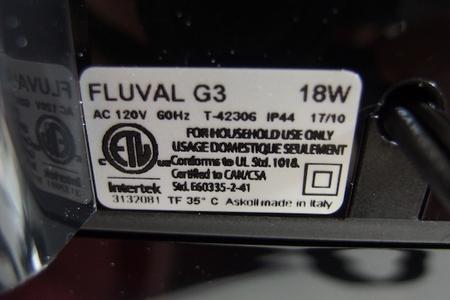 FLUVAL G3 18W
AC 120V 60Hz T-42306 IP44 17/10
FOR HOUSEHOLD USE ONLY
USAGE DOMESTIQUE SEULEMENT
Conforms to UL Std. 1018.
Certified to CAN/CSA
Std. E60335-2-41
ETL
Intertek
3132081 TF 35° C Askoll made in Italy